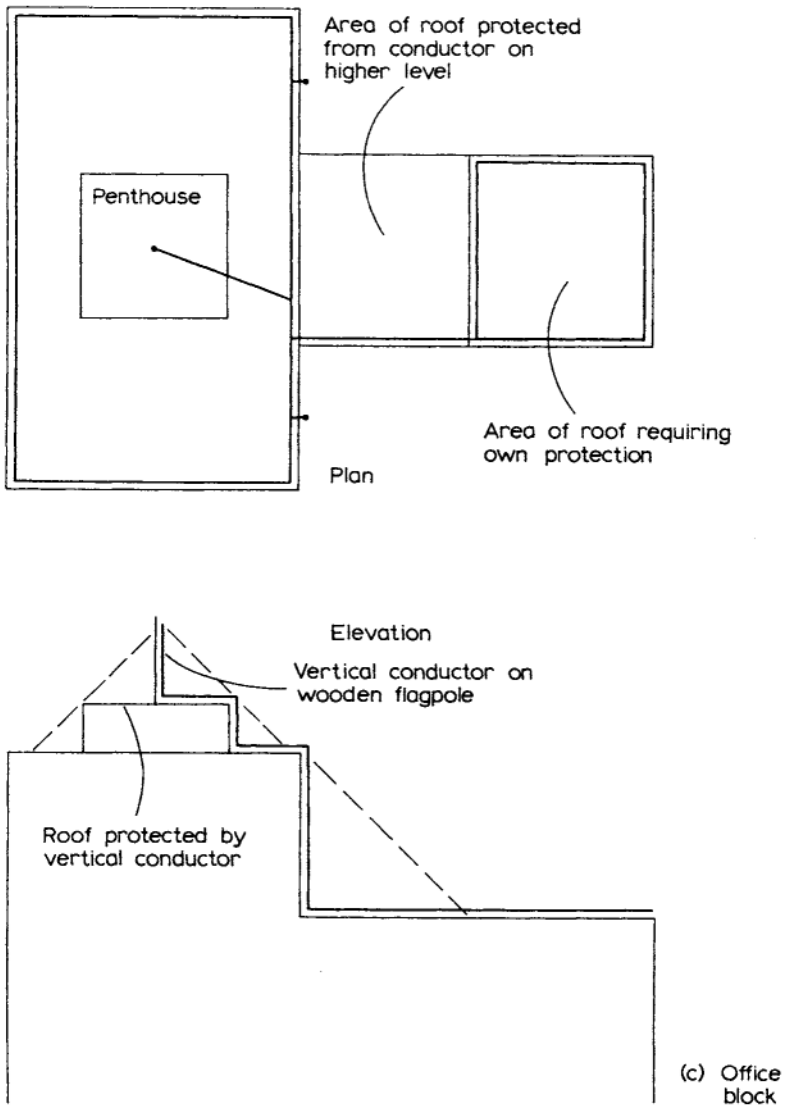 Area of roof protected
from conductor on
higher level
Penthouse
Area of roof requiring
own protection
Plan
Elevation
Vertical conductor on
wooden flagpole
Roof protected by
vertical conductor
(c) Office
block